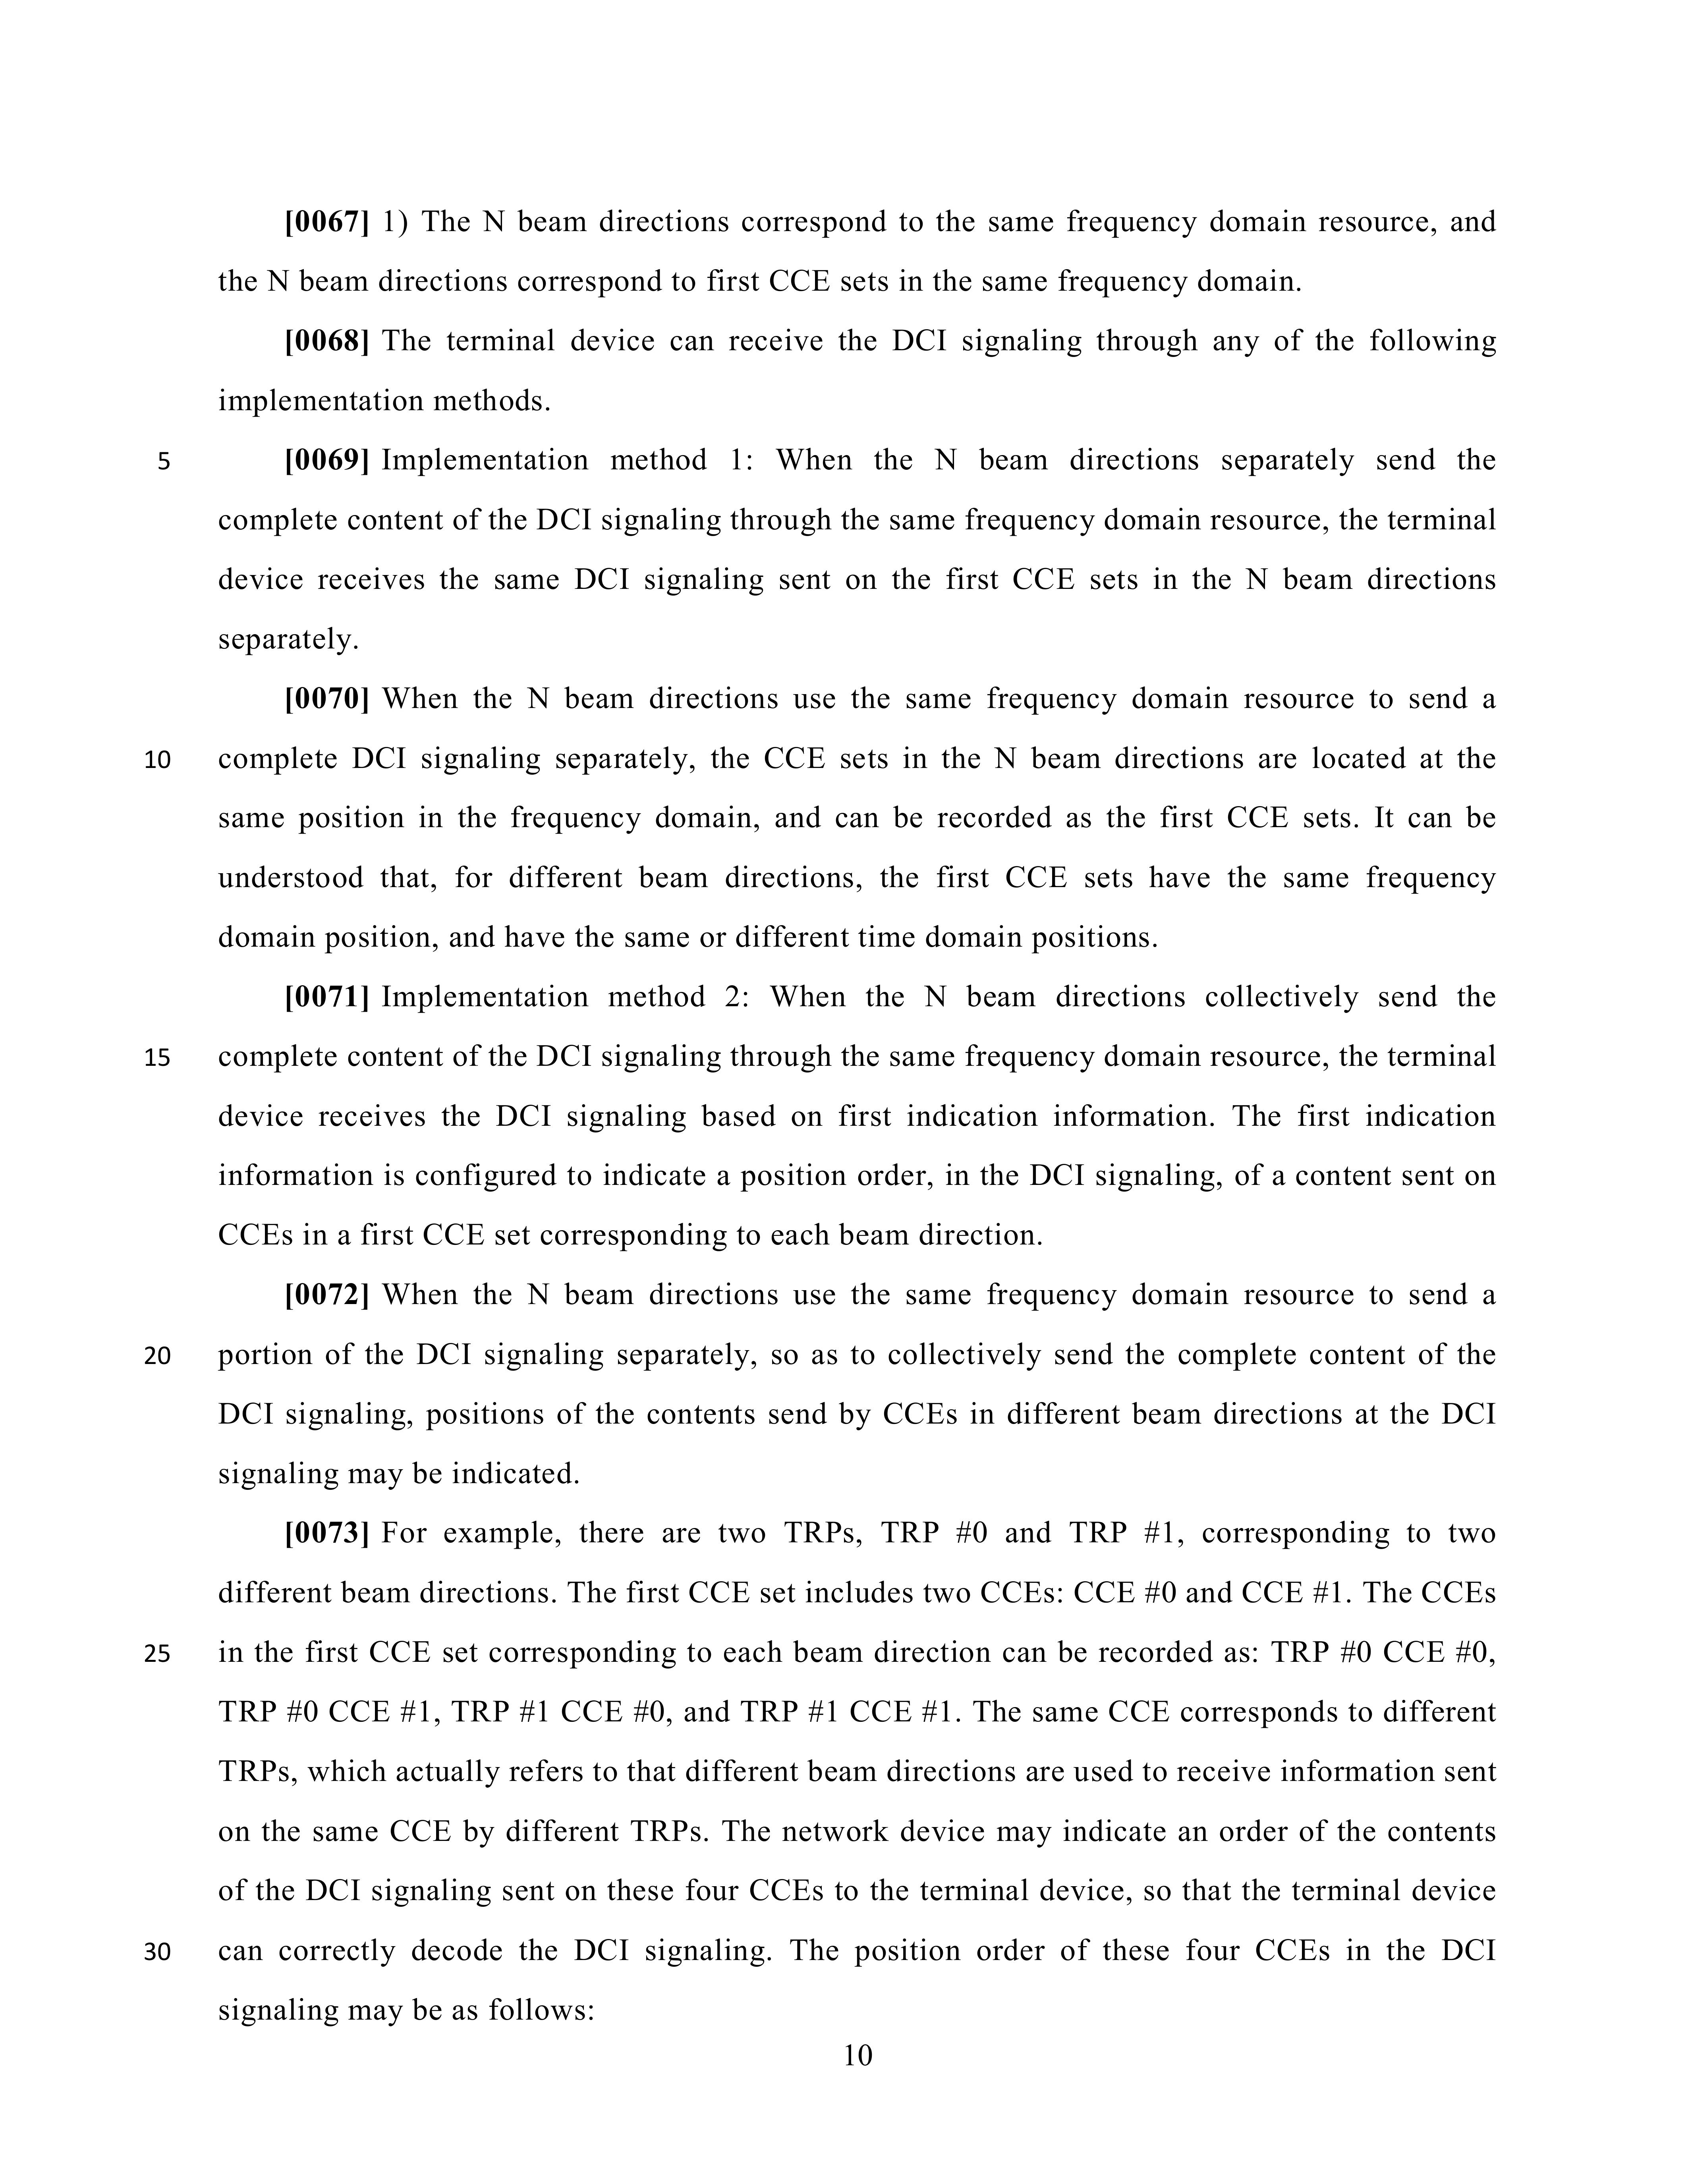 [0067] 1) The N beam directions correspond to the same frequency domain resource, and
the N beam directions correspond to first CCE sets in the same frequency domain.
[0068] The terminal device can receive the DCI signaling through any of the following
implementation methods.
5 [0069] Implementation method 1: When the N beam directions separately send the
complete content of the DCI signaling through the same frequency domain resource, the terminal
device receives the same DCI signaling sent on the first CCE sets in the N beam directions
separately.
[0070] When the N beam directions use the same frequency domain resource to send a
10 complete DCI signaling separately, the CCE sets in the N beam directions are located at the
same position in the frequency domain, and can be recorded as the first CCE sets. It can be
understood that, for different beam directions, the first CCE sets have the same frequency
domain position, and have the same or different time domain positions.
[0071] Implementation method 2: When the N beam directions collectively send the
15 complete content of the DCI signaling through the same frequency domain resource, the terminal
device receives the DCI signaling based on first indication information. The first indication
information is configured to indicate a position order, in the DCI signaling, of a content sent on
CCEs in a first CCE set corresponding to each beam direction.
[0072] When the N beam directions use the same frequency domain resource to send a
20 portion of the DCI signaling separately, so as to collectively send the complete content of the
DCI signaling, positions of the contents send by CCEs in different beam directions at the DCI
signaling may be indicated.
[0073] For example, there are two TRPs, TRP #0 and TRP #1, corresponding to two
different beam directions. The first CCE set includes two CCEs: CCE #0 and CCE #1. The CCEs
25 in the first CCE set corresponding to each beam direction can be recorded as: TRP #0 CCE #0,
TRP #0 CCE #1, TRP #1 CCE #0, and TRP #1 CCE #1. The same CCE corresponds to different
TRPs, which actually refers to that different beam directions are used to receive information sent
on the same CCE by different TRPs. The network device may indicate an order of the contents
of the DCI signaling sent on these four CCEs to the terminal device, so that the terminal device
30 can correctly decode the DCI signaling. The position order of these four CCEs in the DCI
signaling may be as follows:
10